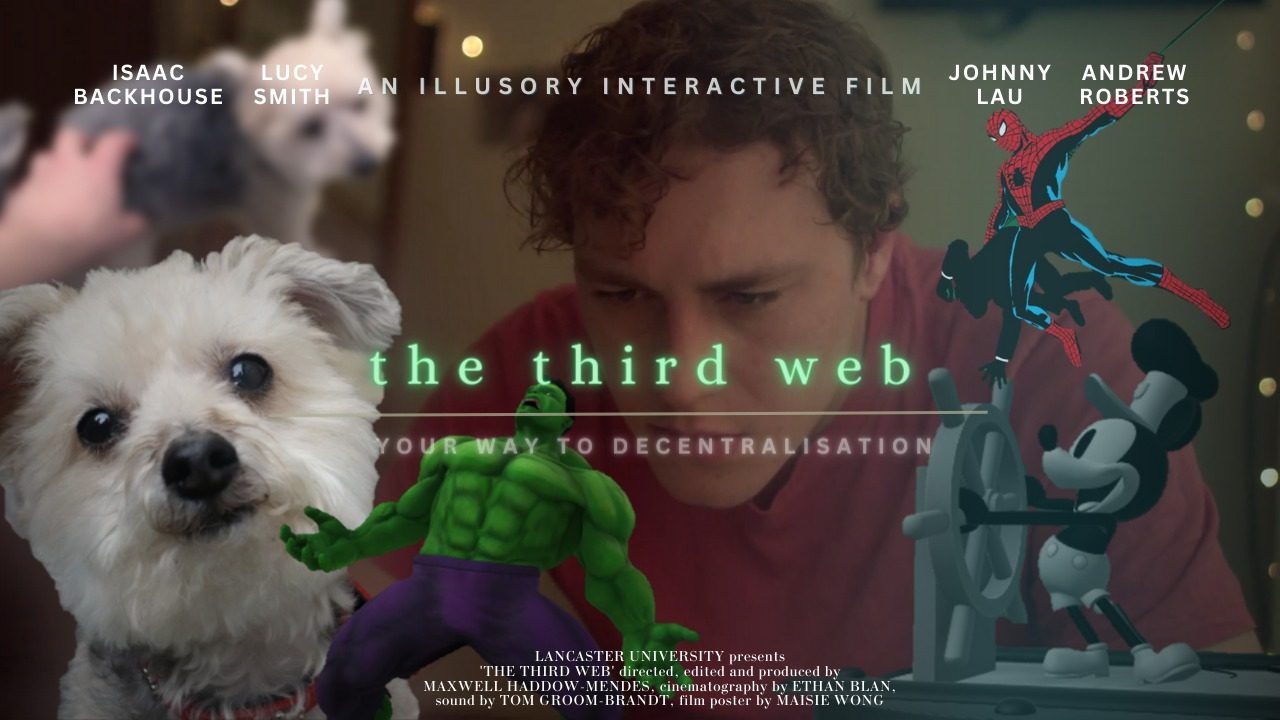 ISAAC BACKHOUSE
LUCY SMITH
AN ILLUSORY INTERACTIVE FILM
JOHNNY LAU
ANDREW ROBERTS
the third web
YOUR WAY TO DECENTRALISATION
LANCASTER UNIVERSITY presents
'THE THIRD WEB' directed, edited and produced by
MAXWELL HADDOW-MENDES, cinematography by ETHAN BLAN,
sound by TOM GROOM-BRANDT, film poster by MAISIE WONG